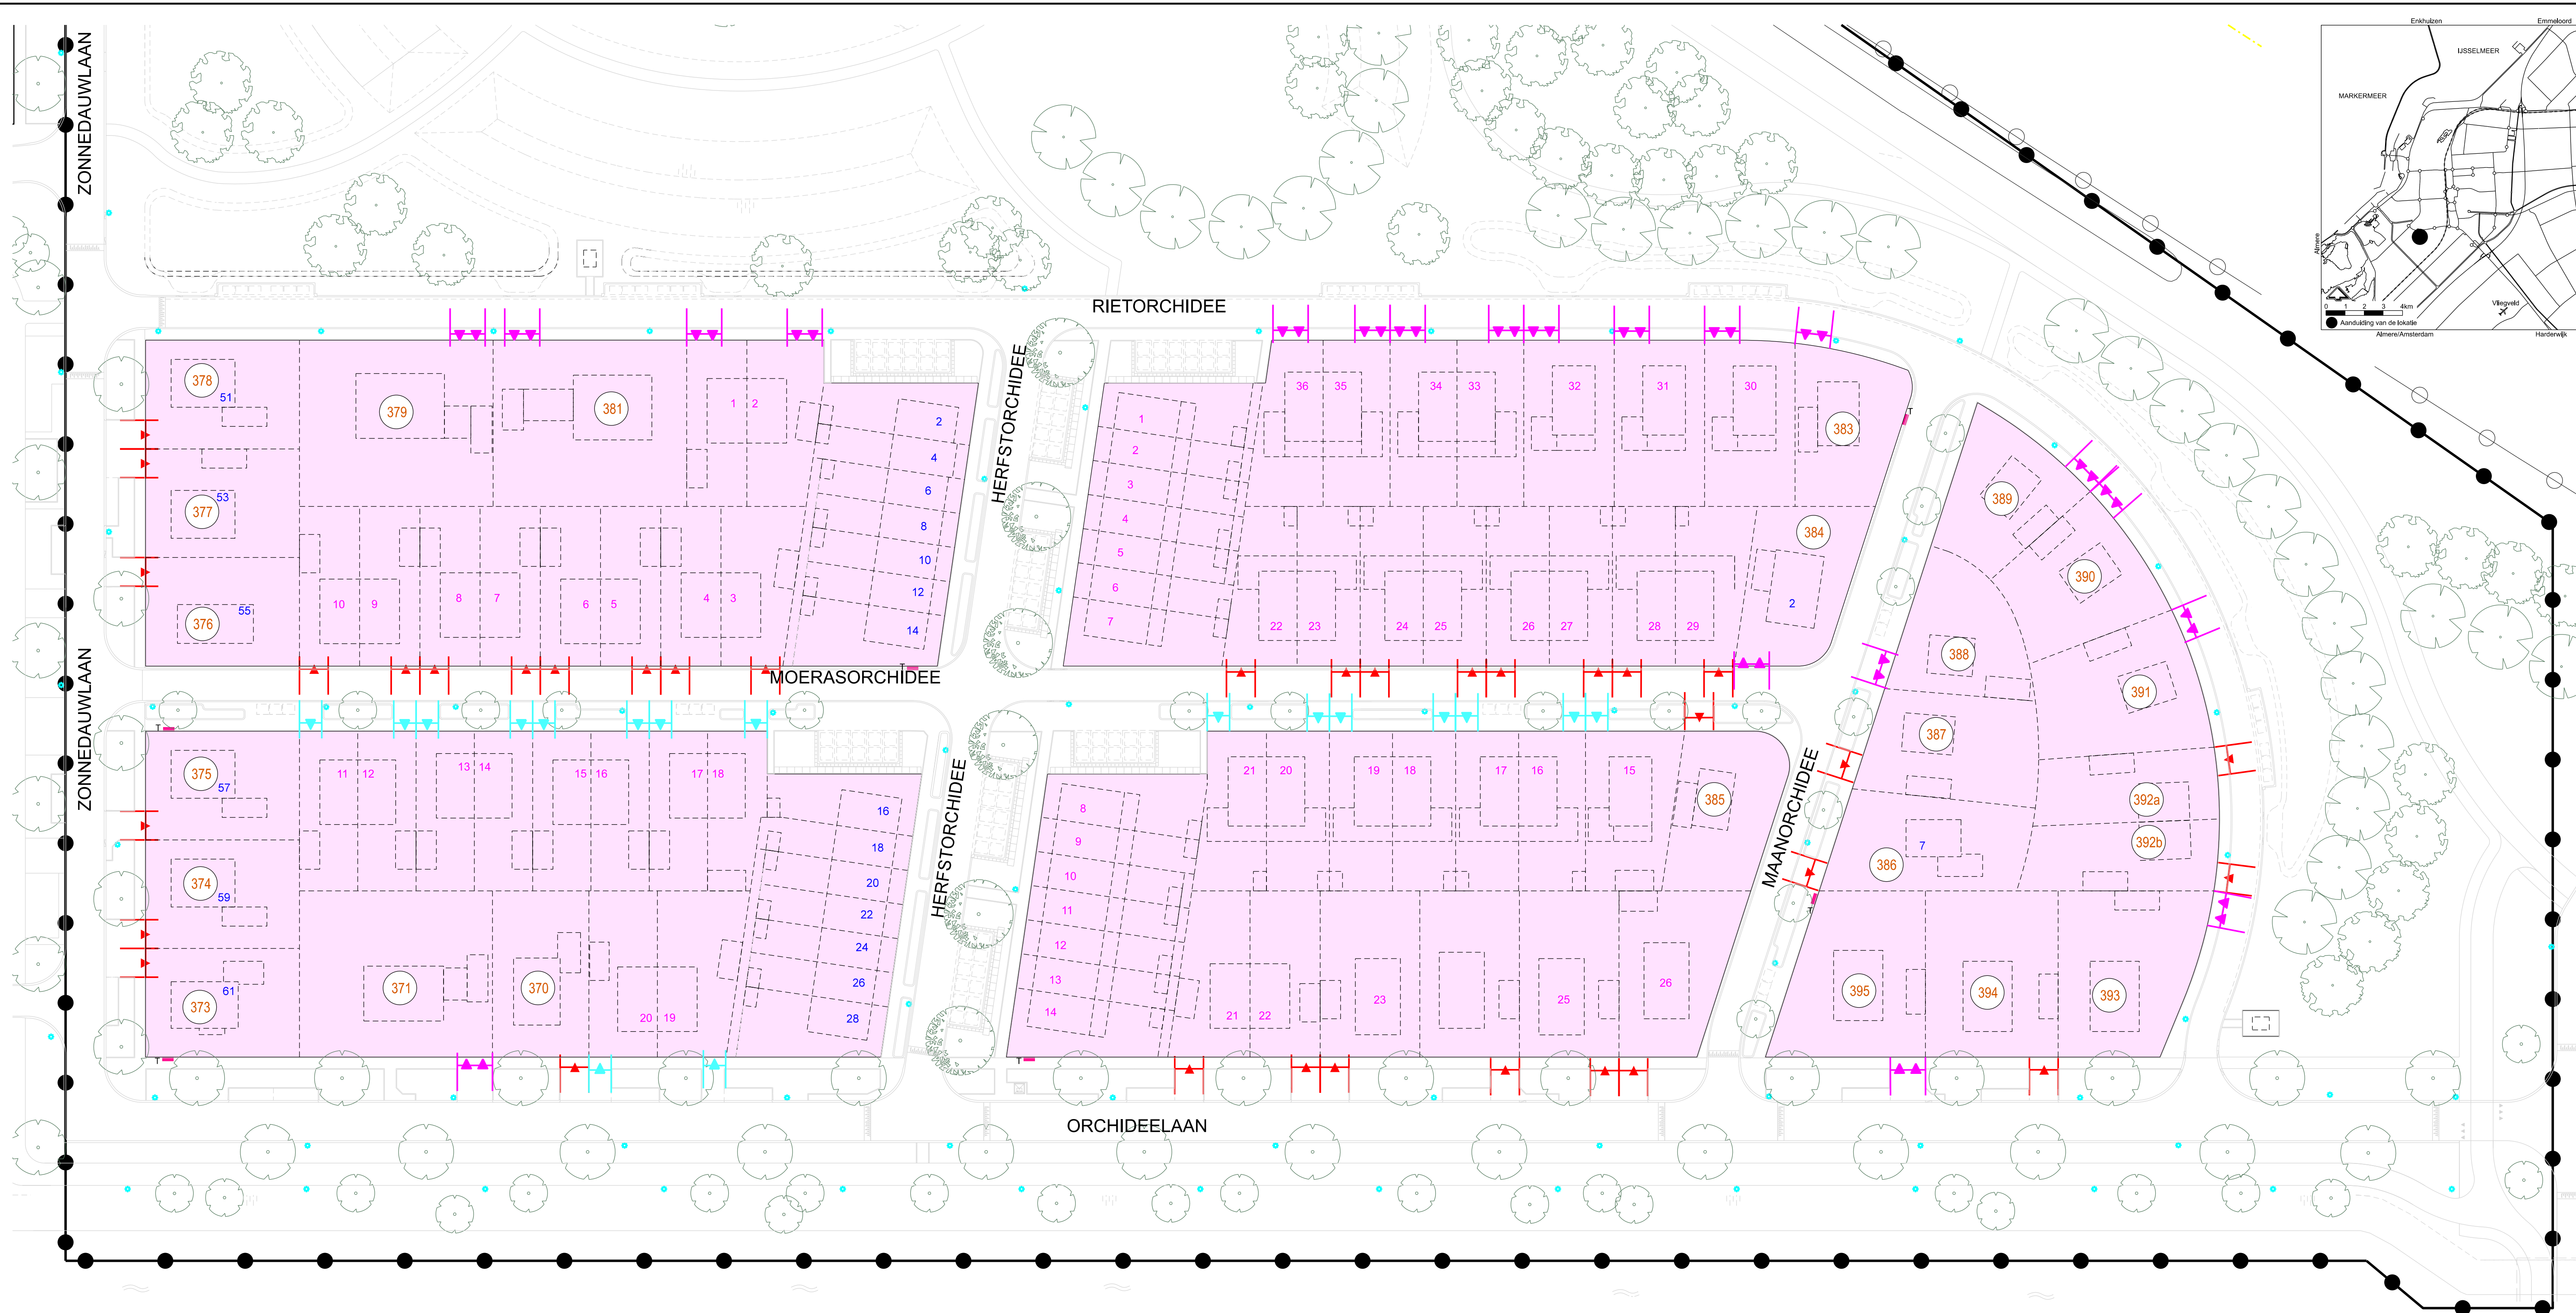 Enkhuizen Emmeloord
IJSSELMEER
MARKERMEER
Almere
0 1 2 3 4km
Vliegveld
Aanduiding van de lokatie
Almere/Amsterdam Harderwijk
ZONNEDAUWLAAN
RIETORCHIDEE
HERFSTORCHIDEE
378 51
379
381
1 2
2
4
377 53
6
8
10
12
14
376 55
10 9 8 7 6 5 4 3
T
1
2
3
4
5
6
7
36 35 34 33 32 31 30
383
T
384
2
22 23 24 25 26 27 28 29
389
390
388
391
387
392a
392b
386 7
395 394 393
MOERASORCHIDEE
ZONNEDAUWLAAN
T
375 57
11 12 13 14 15 16 17 18
16
18
20
22
24
26
28
374 59
373 61
371
370
20 19
T
HERFSTORCHIDEE
8
9
10
11
12
13
14
T
21 20 19 18 17 16 15
385
21 22 23 25 26
MAANORCHIDEE
T
ORCHIDEELAAN